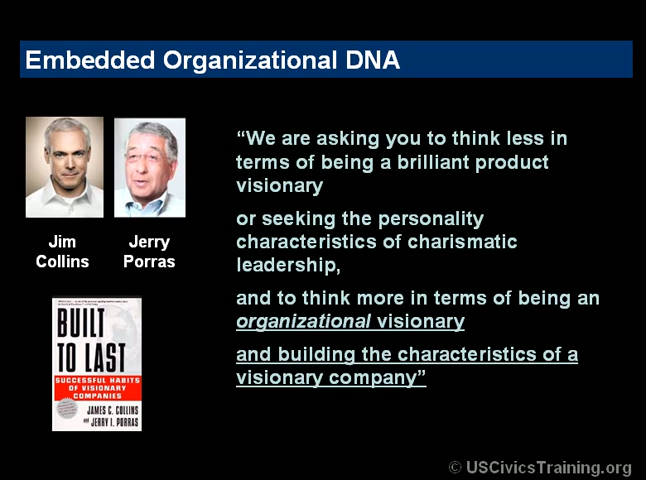 Embedded Organizational DNA
“We are asking you to think less in
terms of being a brilliant product
visionary
or seeking the personality
characteristics of charismatic
leadership,
and to think more in terms of being an
organizational visionary
and building the characteristics of a
visionary company”
Jim
Collins
Jerry
Porras
BUILT
TO LAST
SUCCESSFUL HABITS
OF VISIONARY
COMPANIES
JAMES C. COLLINS
AND JERRY I. PORRAS
© USCivicsTraining.org